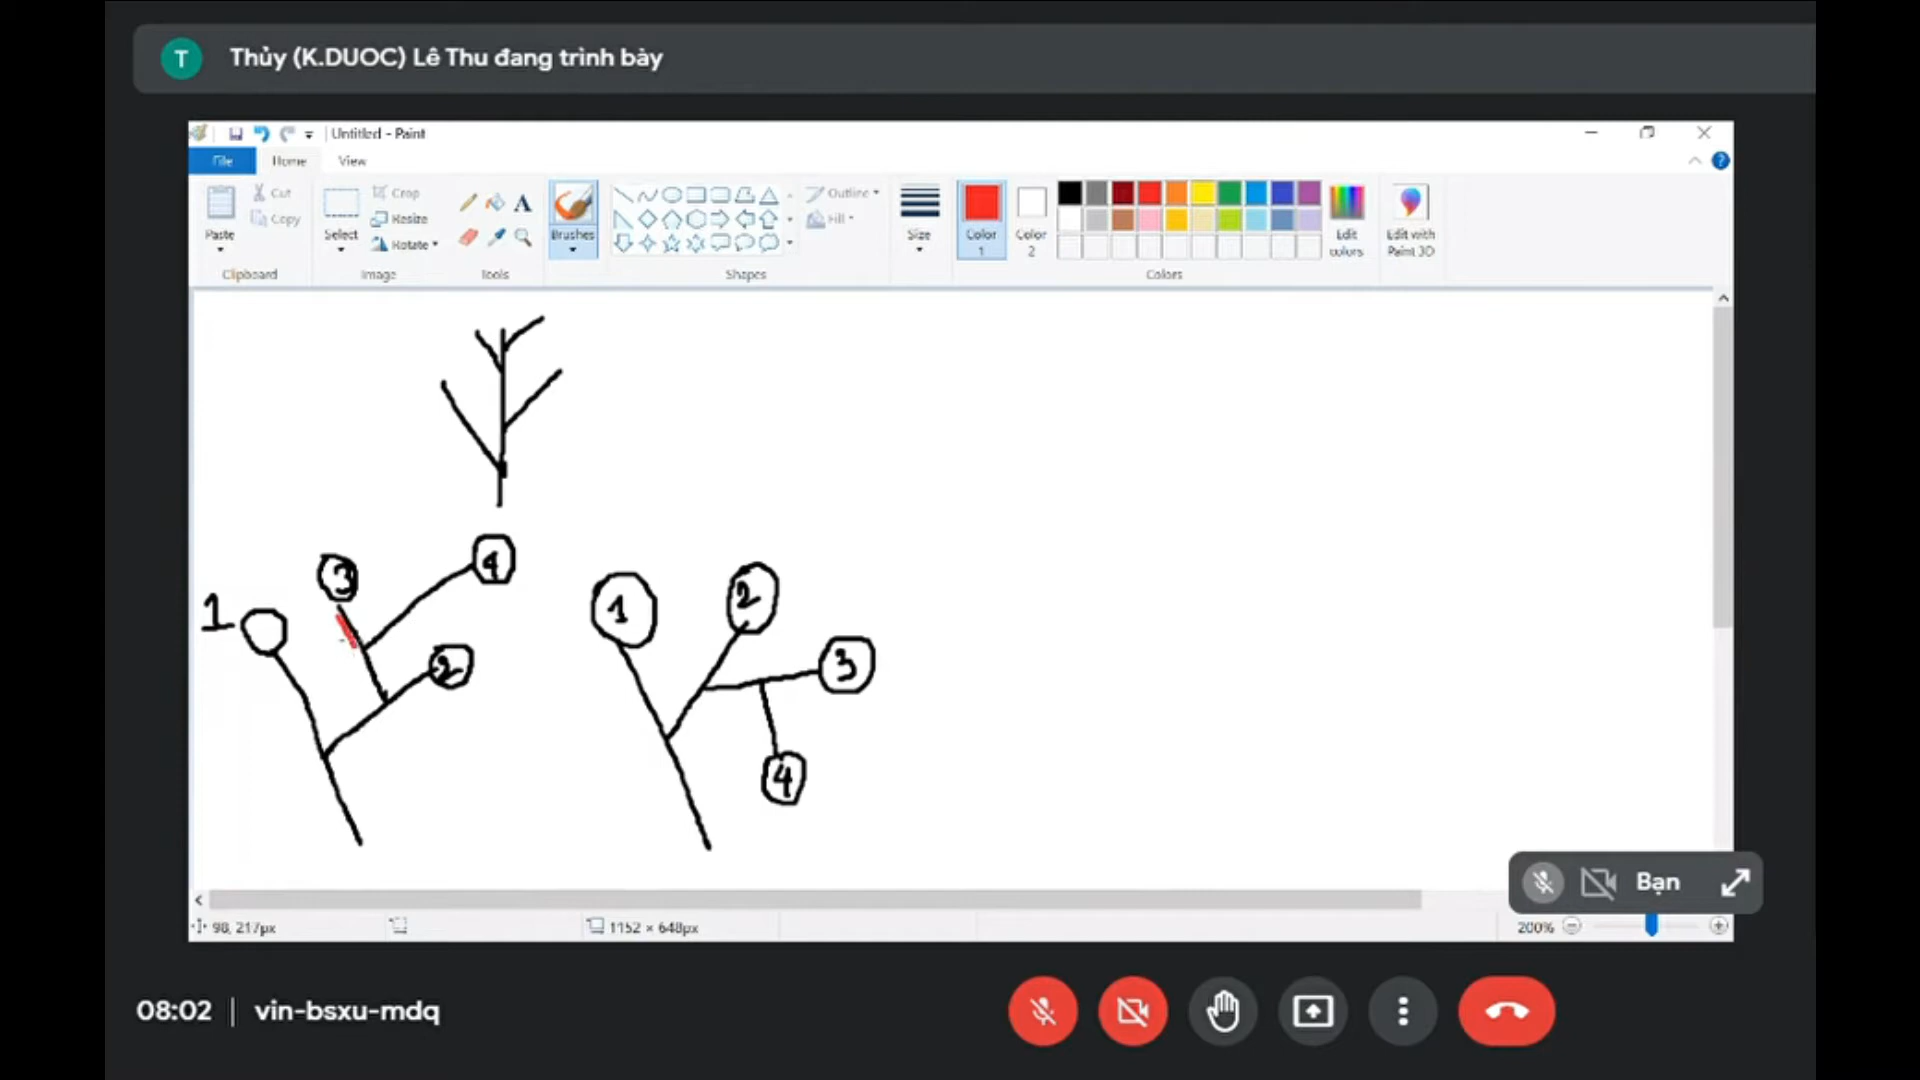 T Thủy (K.DUOC) Lê Thu đang trình bày
Untitled - Paint
File Home View
Cut
Copy
Paste
Clipboard
Crop
Resize
Rotate
Select
Image
A
Tools
Brushes
Outline
Fill
Shapes
Size
Color 1
Color 2
Edit colors
Colors
Edit with Paint 3D
?
3
4
1
2
1
2
3
4
98, 217px
1152 × 648px
200%
Bạn
08:02 | vin-bsxu-mdq